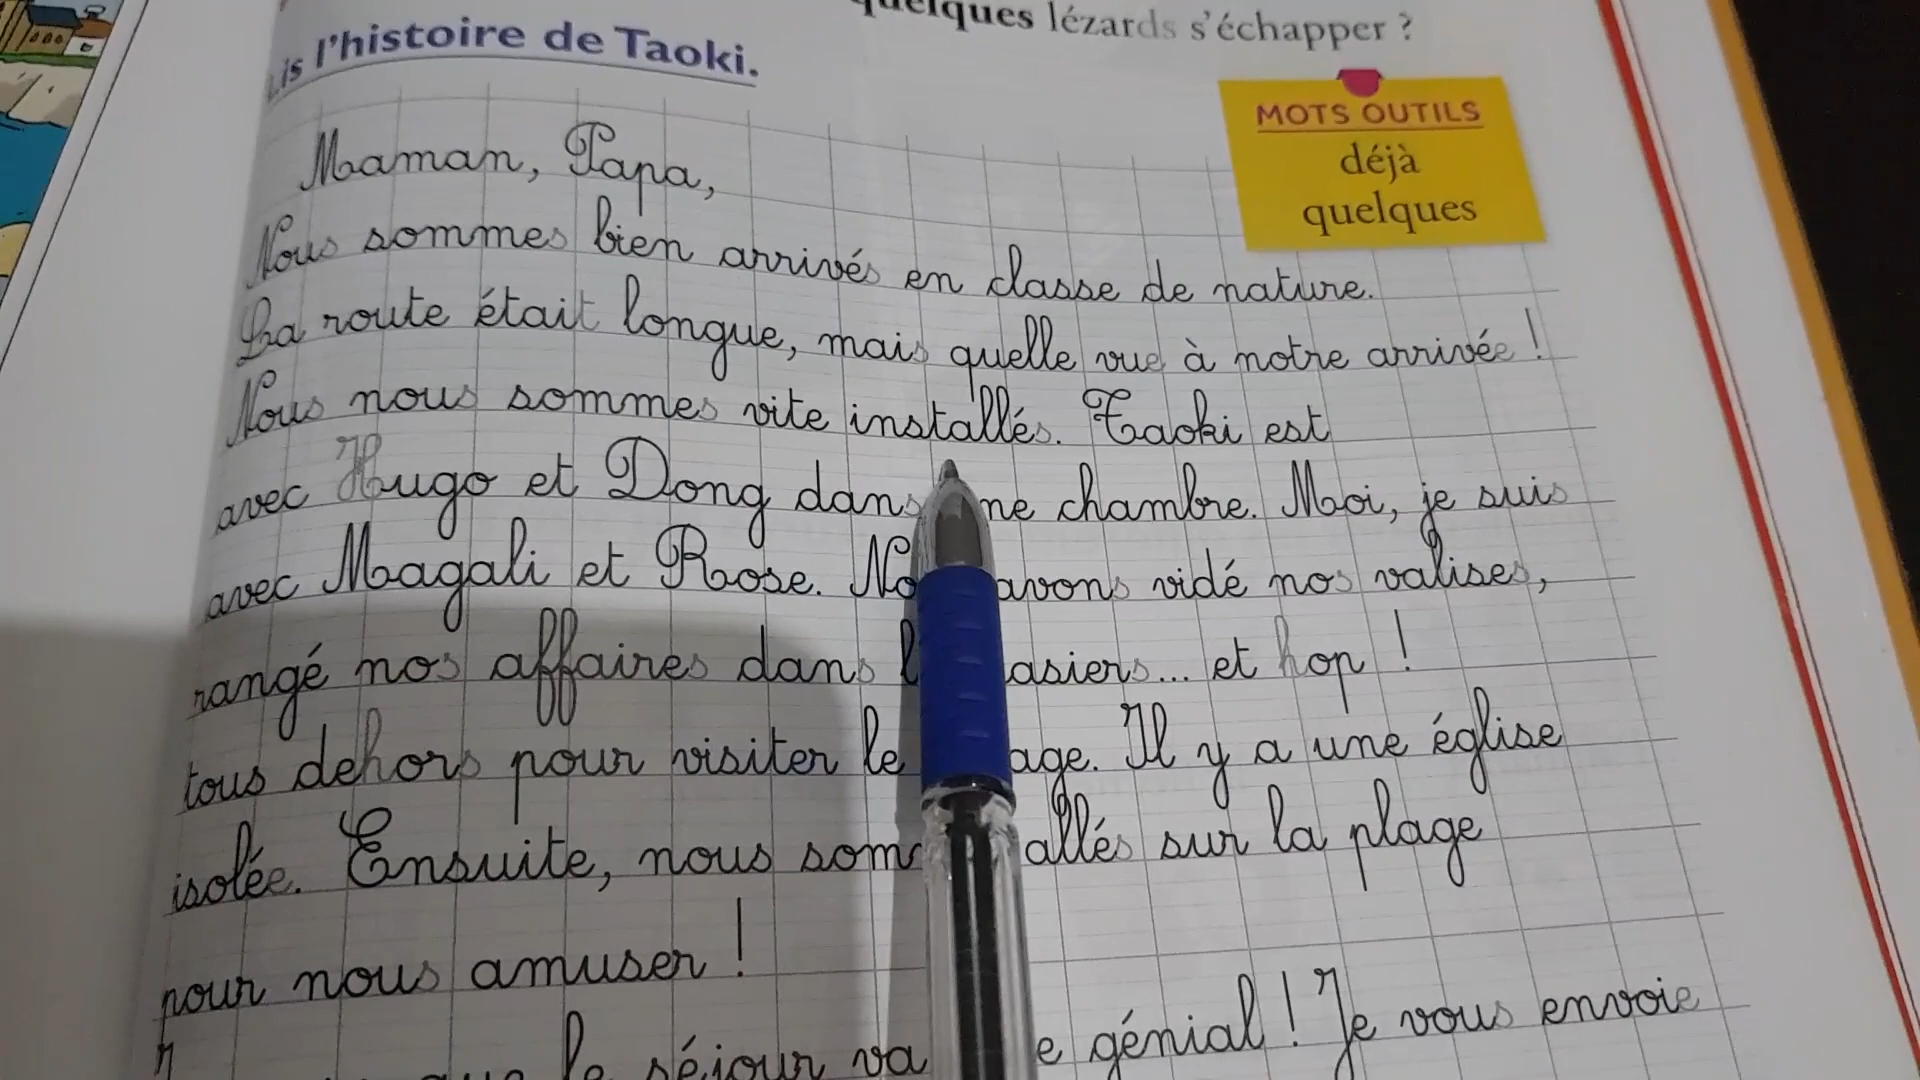 quelques lézards s'échapper ?
l'histoire de Taoki.
MOTS OUTILS
déjà
quelques
Maman, Papa,
Nous sommes bien arrivés en classe de nature.
La route était longue, mais quelle vue à notre arrivée !
Nous nous sommes vite installés. Taoki est
avec Hugo et Dong dans chambre. Moi, je suis
avec Magali et Rose. avons vidé nos valises,
rangé nos affaires dans ... et hop !
tous dehors pour visiter le . Il y a une église
isolée. Ensuite, nous allés sur la plage
pour nous amuser !
le séjour va génial ! Je vous envoie